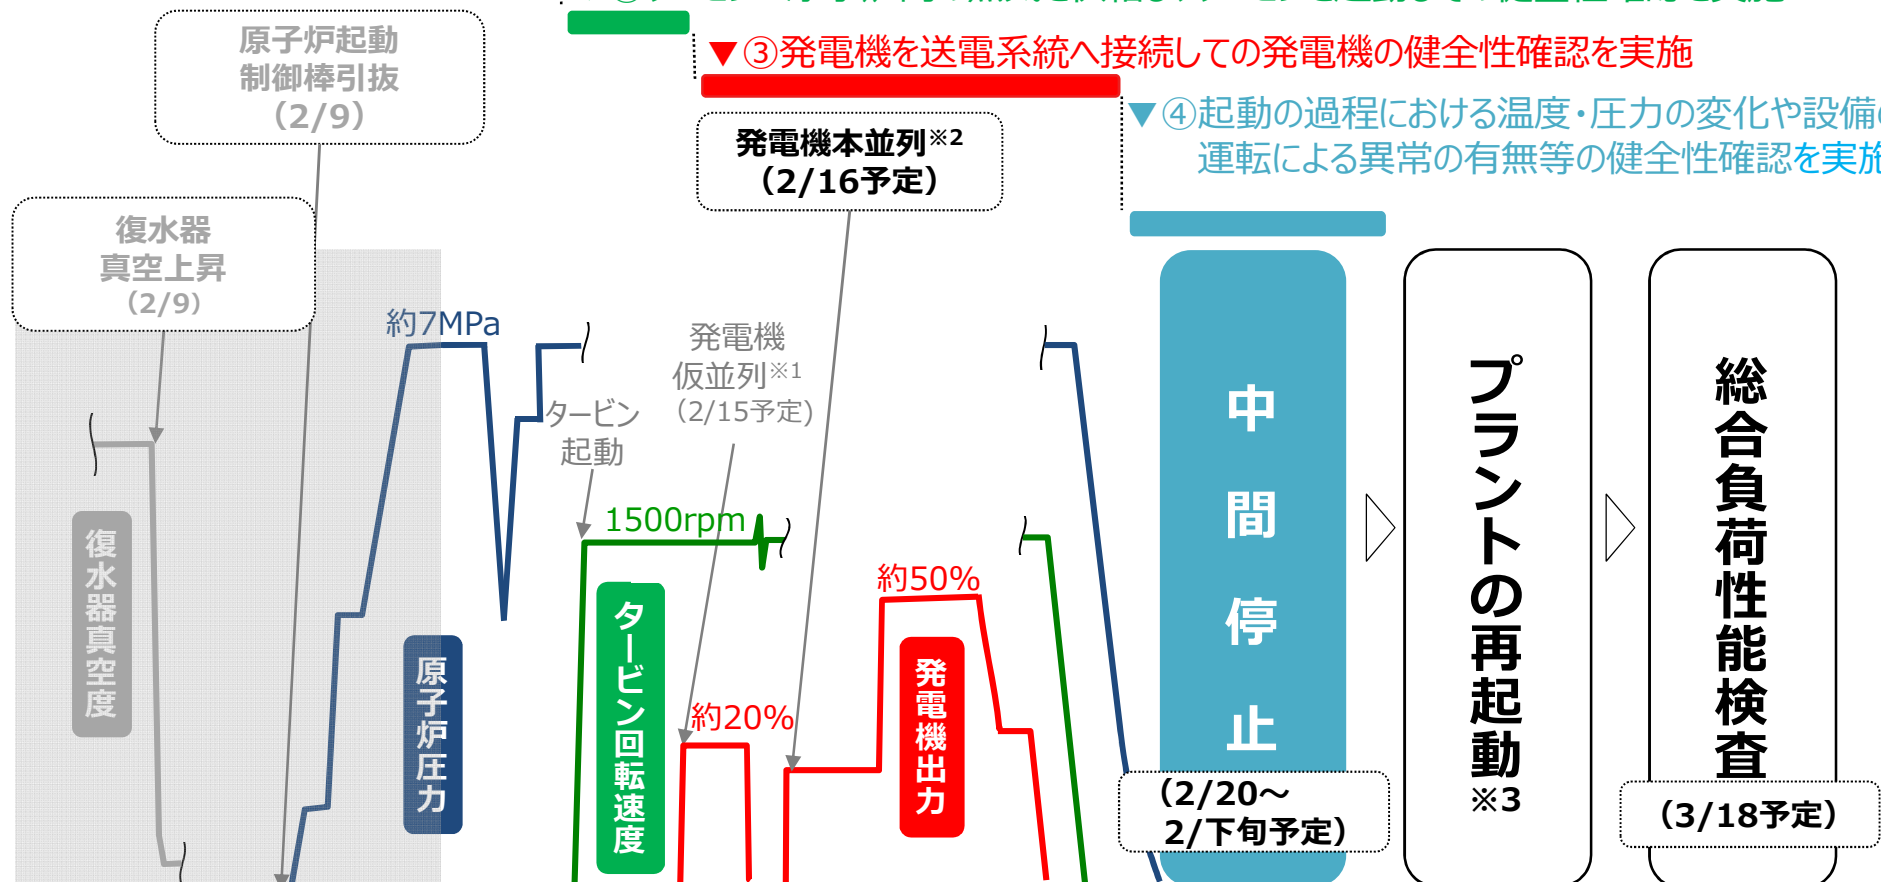 ▼③発電機を送電系統へ接続しての発電機の健全性確認を実施
▼④起動の過程における温度・圧力の変化や設備の
運転による異常の有無等の健全性確認を実施
原子炉起動
制御棒引抜
（2/9）
復水器
真空上昇
（2/9）
発電機本並列※2
（2/16予定）
約7MPa
発電機
仮並列※1
（2/15予定）
タービン
起動
1500rpm
約50%
約20%
復水器真空度
原子炉圧力
タービン回転速度
発電機出力
中間停止
（2/20～
2/下旬予定）
プラントの再起動
※3
総合負荷性能検査
（3/18予定）